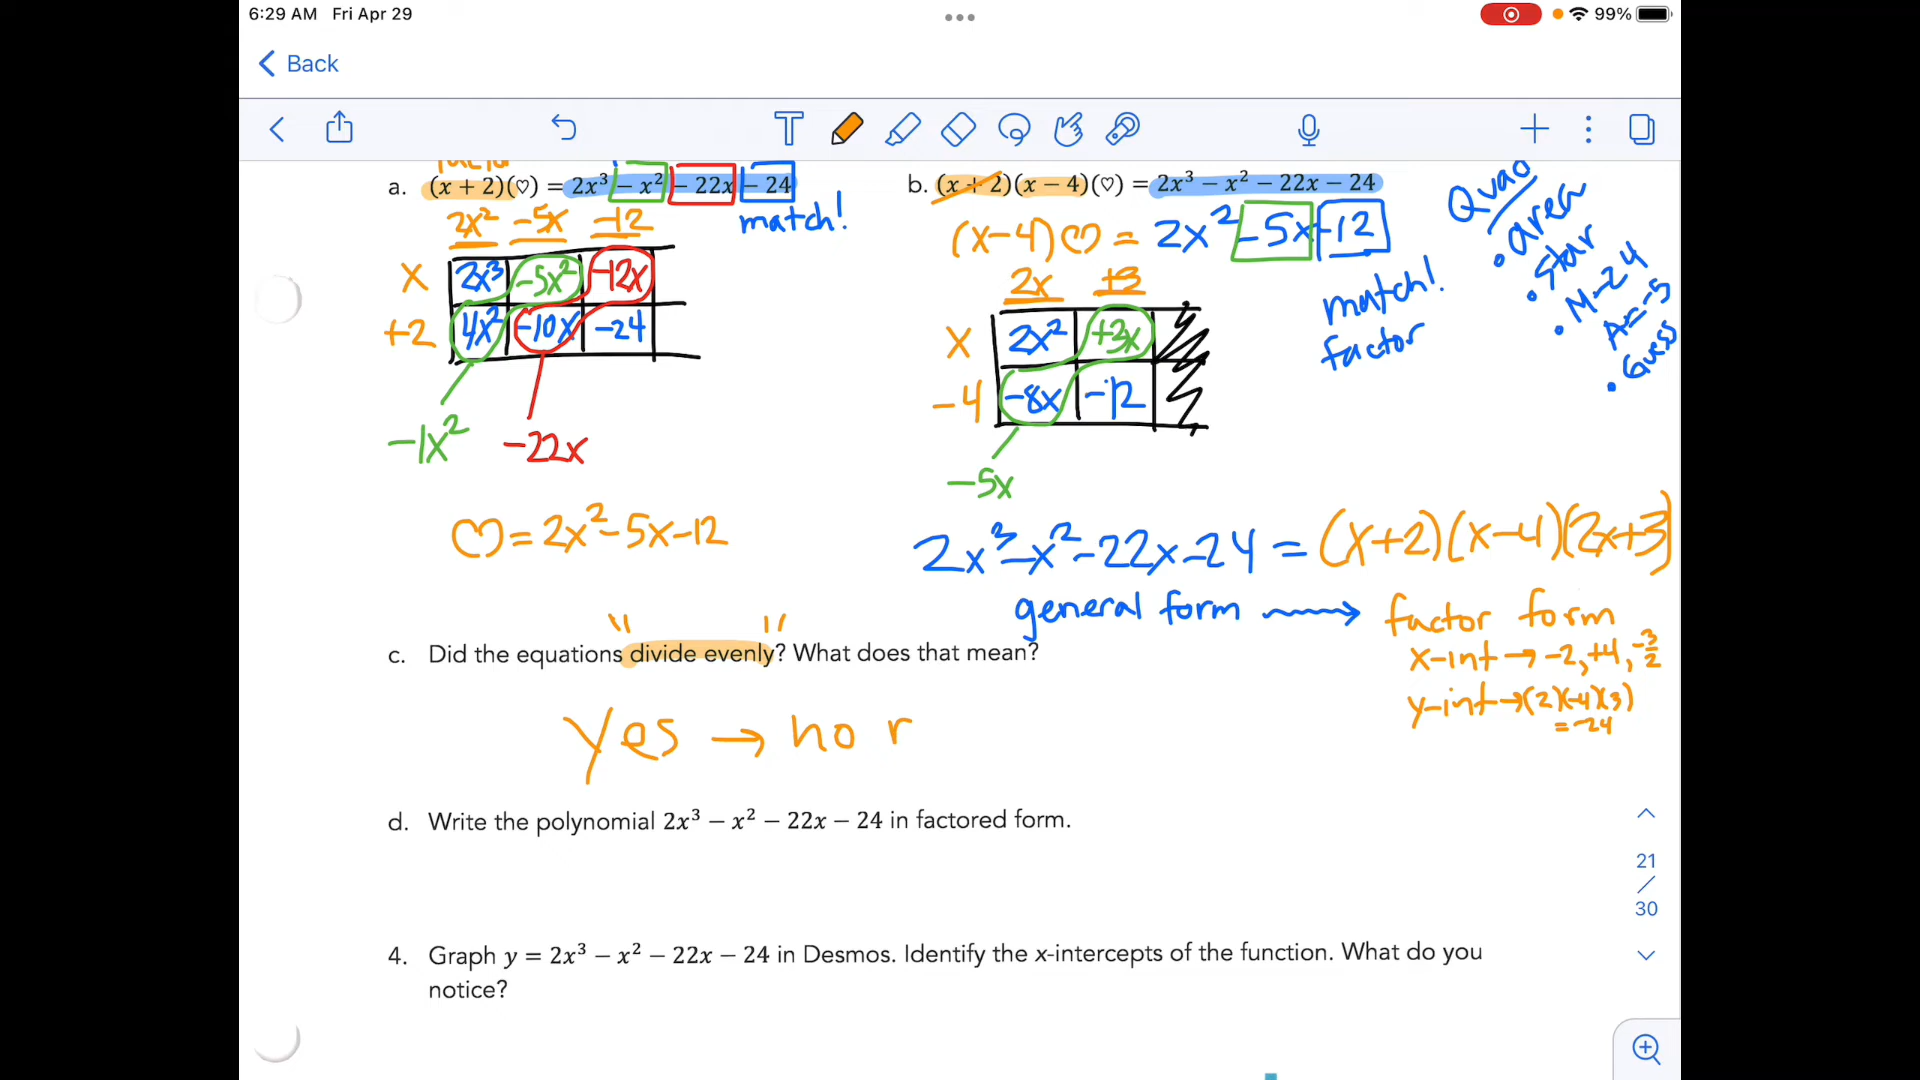 6:29 AM Fri Apr 29
99%
Back
a. (x + 2)(♡) = 2x³ − x² − 22x − 24
2x² −5x −12
match!
x 2x³ −5x² −12x
+2 4x² −10x −24
−1x² −22x
♡ = 2x² − 5x − 12
b. (x + 2)(x − 4)(♡) = 2x³ − x² − 22x − 24
(x−4)♡ = 2x² −5x −12
2x +3
x 2x² +3x
−4 −8x −12
−5x
match!
factor
Quad
• area
• Star
• M −24
A = −5
• Guess
2x³ − x² − 22x − 24 = (x+2)(x−4)(2x+3)
general form → factor form
x-int → −2, +4, −3/2
y-int → (2)(−4)(3)
= −24
c. Did the equations "divide evenly"? What does that mean?
Yes → no r
d. Write the polynomial 2x³ − x² − 22x − 24 in factored form.
21
/
30
4. Graph y = 2x³ − x² − 22x − 24 in Desmos. Identify the x-intercepts of the function. What do you
notice?